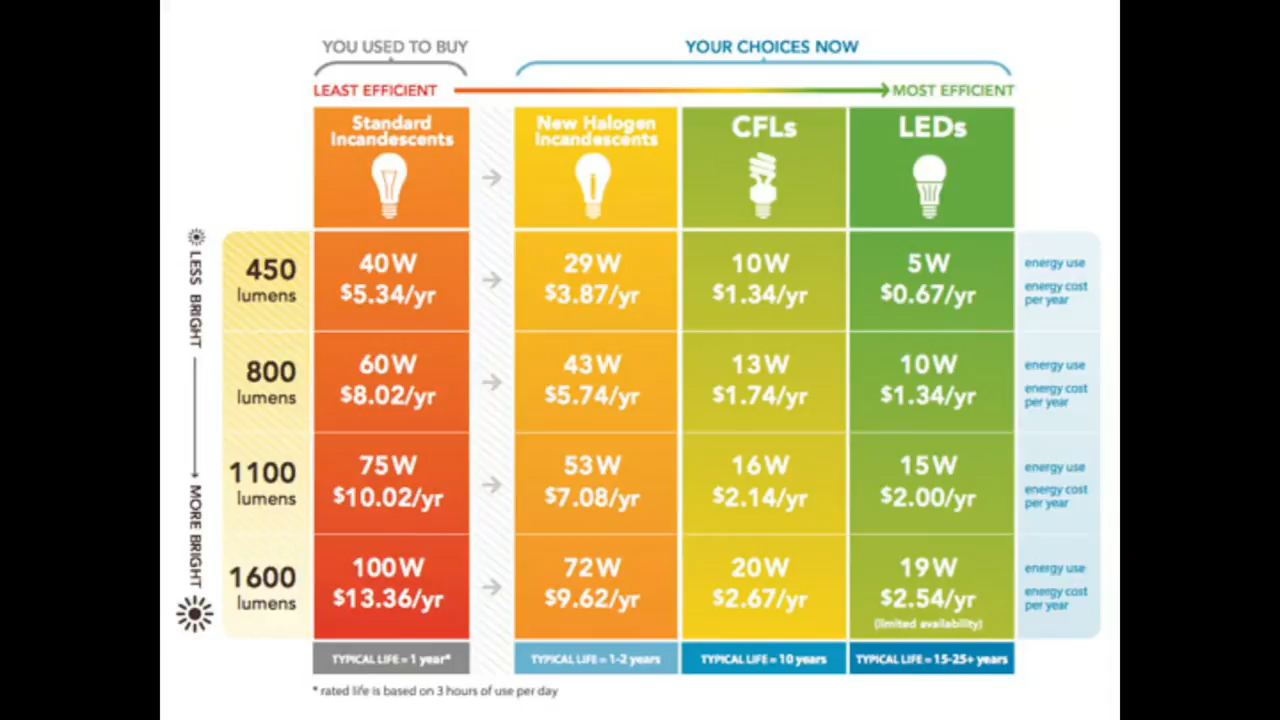 YOU USED TO BUY
YOUR CHOICES NOW
LEAST EFFICIENT
MOST EFFICIENT
Standard
Incandescents
New Halogen
Incandescents
CFLs
LEDs
LESS BRIGHT
MORE BRIGHT
450
lumens
40W
$5.34/yr
29W
$3.87/yr
10W
$1.34/yr
5W
$0.67/yr
energy use
energy cost
per year
800
lumens
60W
$8.02/yr
43W
$5.74/yr
13W
$1.74/yr
10W
$1.34/yr
energy use
energy cost
per year
1100
lumens
75W
$10.02/yr
53W
$7.08/yr
16W
$2.14/yr
15W
$2.00/yr
energy use
energy cost
per year
1600
lumens
100W
$13.36/yr
72W
$9.62/yr
20W
$2.67/yr
19W
$2.54/yr
(limited availability)
energy use
energy cost
per year
TYPICAL LIFE = 1 year*
TYPICAL LIFE = 1-2 years
TYPICAL LIFE = 10 years
TYPICAL LIFE = 15-25+ years
* rated life is based on 3 hours of use per day